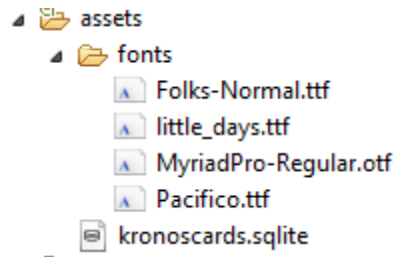 assets
fonts
Folks-Normal.ttf
little_days.ttf
MyriadPro-Regular.otf
Pacifico.ttf
kronoscards.sqlite